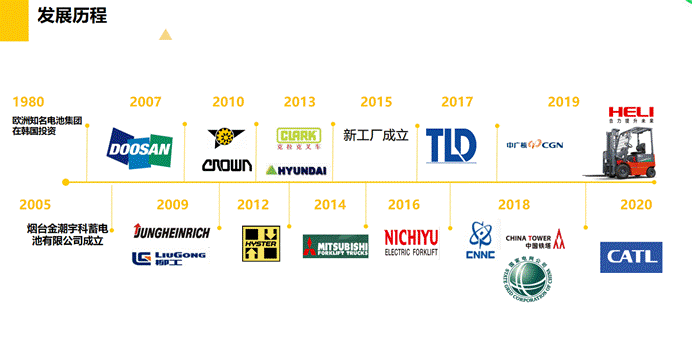 发展历程
1980
2007
2010
2013
2015
2017
2019
欧洲知名电池集团
在韩国投资
DOOSAN
CROWN
CLARK
克拉克叉车
HYUNDAI
新工厂成立
TLD
中广核 CGN
HELI
合力提升未来
2005
2009
2012
2014
2016
2018
2020
烟台金潮宇科蓄电
池有限公司成立
JUNGHEINRICH
LIUGONG
柳工
HYSTER
MITSUBISHI
FORKLIFT TRUCKS
NICHIYU
ELECTRIC FORKLIFT
CNNC
CHINA TOWER
中国铁塔
国家电网公司
STATE GRID CORPORATION OF CHINA
CATL